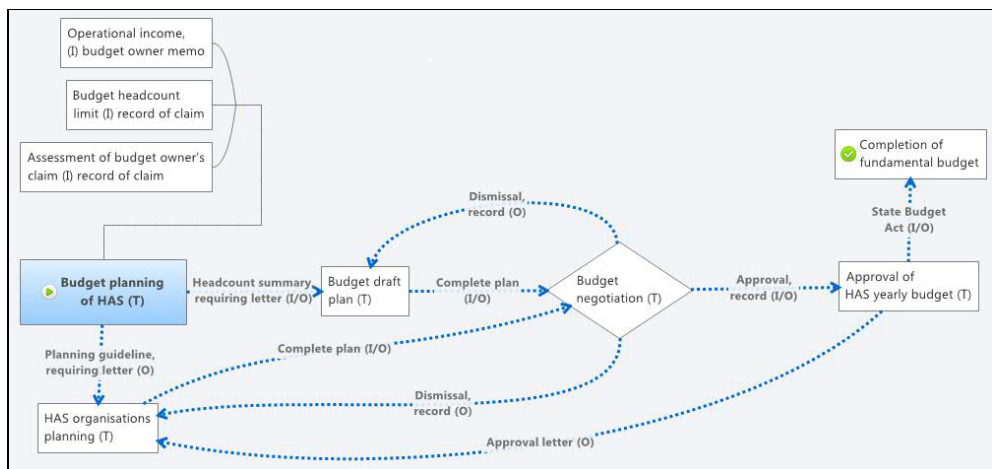 Operational income,
(I) budget owner memo
Budget headcount
limit (I) record of claim
Assessment of budget owner's
claim (I) record of claim
Completion of
fundamental budget
Dismissal,
record (O)
State Budget
Act (I/O)
Budget planning
of HAS (T)
Headcount summary,
requiring letter (I/O)
Budget draft
plan (T)
Complete plan
(I/O)
Budget
negotiation (T)
Approval,
record (I/O)
Approval of
HAS yearly budget (T)
Planning guideline,
requiring letter (O)
Complete plan (I/O)
Dismissal,
record (O)
HAS organisations
planning (T)
Approval letter (O)